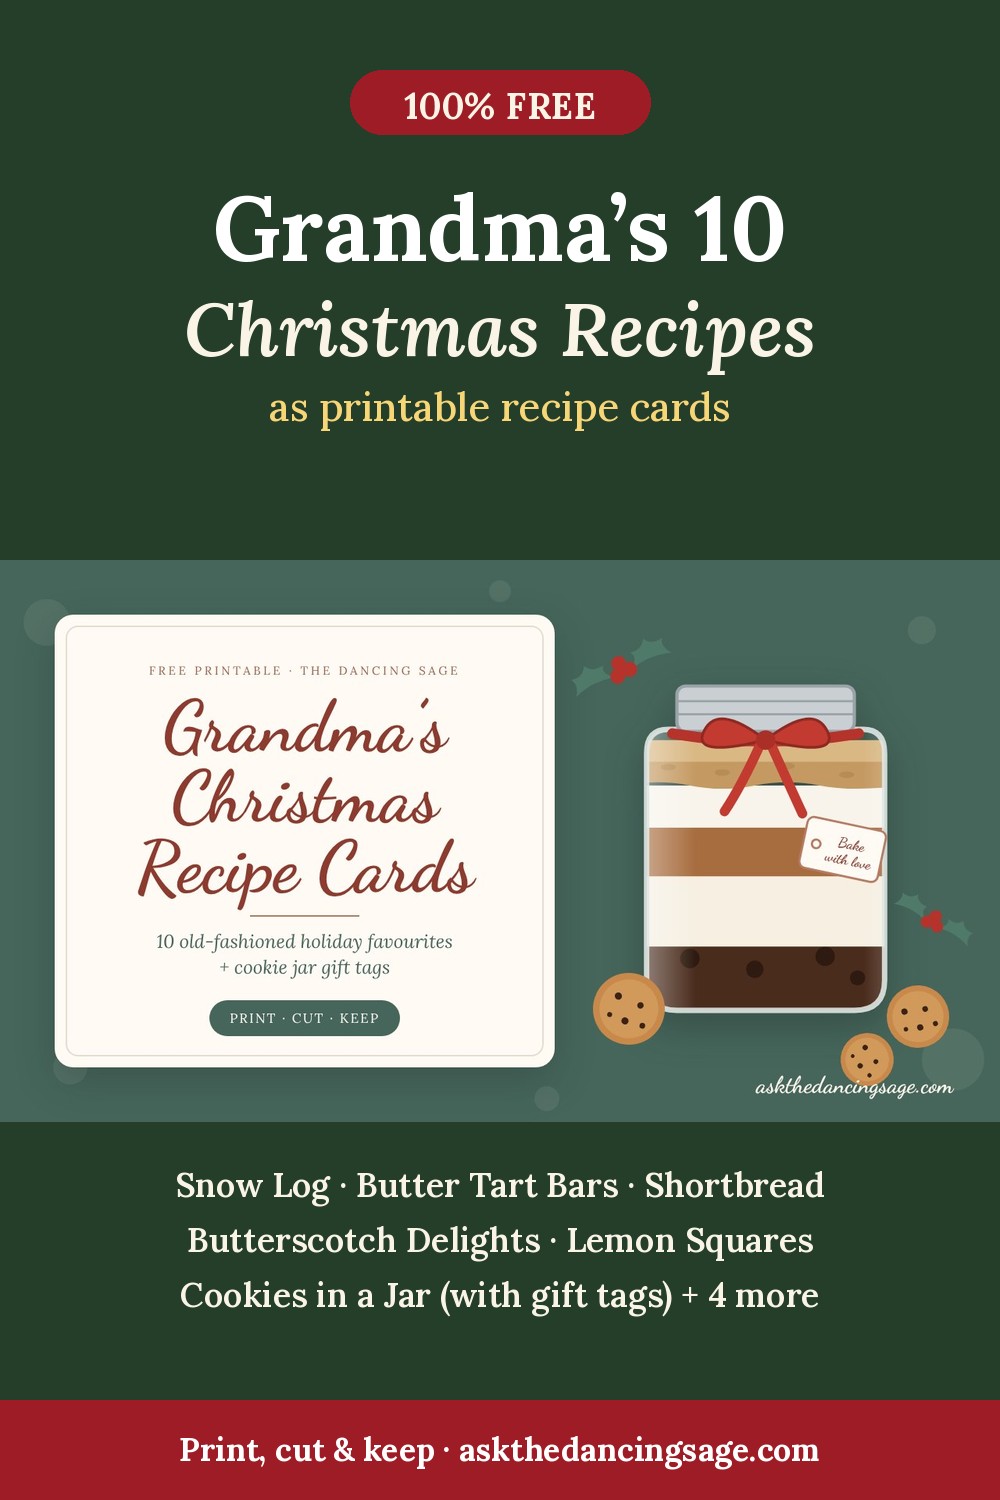 100% FREE
Grandma’s 10
Christmas Recipes
as printable recipe cards
FREE PRINTABLE · THE DANCING SAGE
Grandma's
Christmas
Recipe Cards
10 old-fashioned holiday favourites
+ cookie jar gift tags
PRINT · CUT · KEEP
Bake
with love
askthedancingsage.com
Snow Log · Butter Tart Bars · Shortbread
Butterscotch Delights · Lemon Squares
Cookies in a Jar (with gift tags) + 4 more
Print, cut & keep · askthedancingsage.com